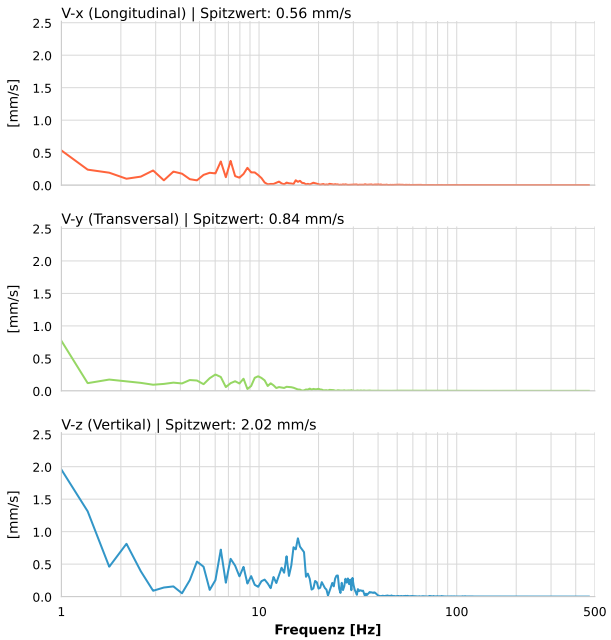 V-x (Longitudinal) | Spitzwert: 0.56 mm/s
2.5
2.0
1.5
1.0
0.5
0.0
[mm/s]
V-y (Transversal) | Spitzwert: 0.84 mm/s
2.5
2.0
1.5
1.0
0.5
0.0
[mm/s]
V-z (Vertikal) | Spitzwert: 2.02 mm/s
2.5
2.0
1.5
1.0
0.5
0.0
[mm/s]
1 10 100 500
Frequenz [Hz]